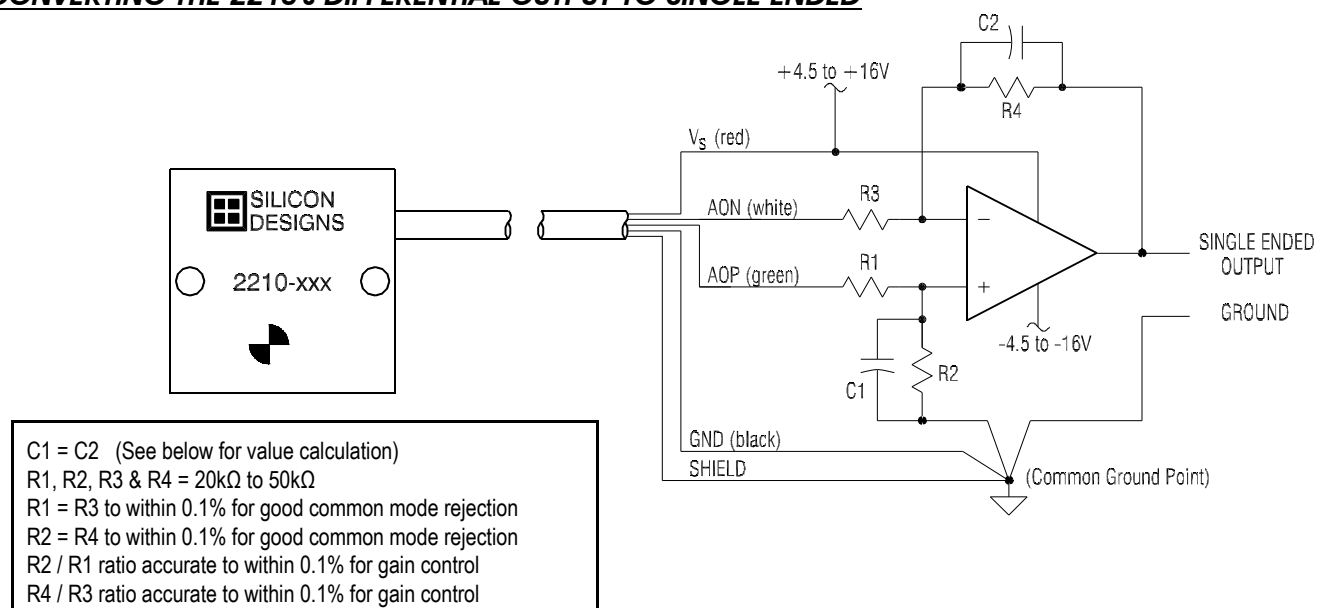 CONVERTING THE 2210's DIFFERENTIAL OUTPUT TO SINGLE ENDED
C2
+4.5 to +16V
R4
VS (red)
SILICON
DESIGNS
R3
AON (white)
SINGLE ENDED
OUTPUT
2210-xxx
R1
AOP (green)
GROUND
-4.5 to -16V
C1
R2
GND (black)
SHIELD
(Common Ground Point)
C1 = C2 (See below for value calculation)
R1, R2, R3 & R4 = 20kΩ to 50kΩ
R1 = R3 to within 0.1% for good common mode rejection
R2 = R4 to within 0.1% for good common mode rejection
R2 / R1 ratio accurate to within 0.1% for gain control
R4 / R3 ratio accurate to within 0.1% for gain control